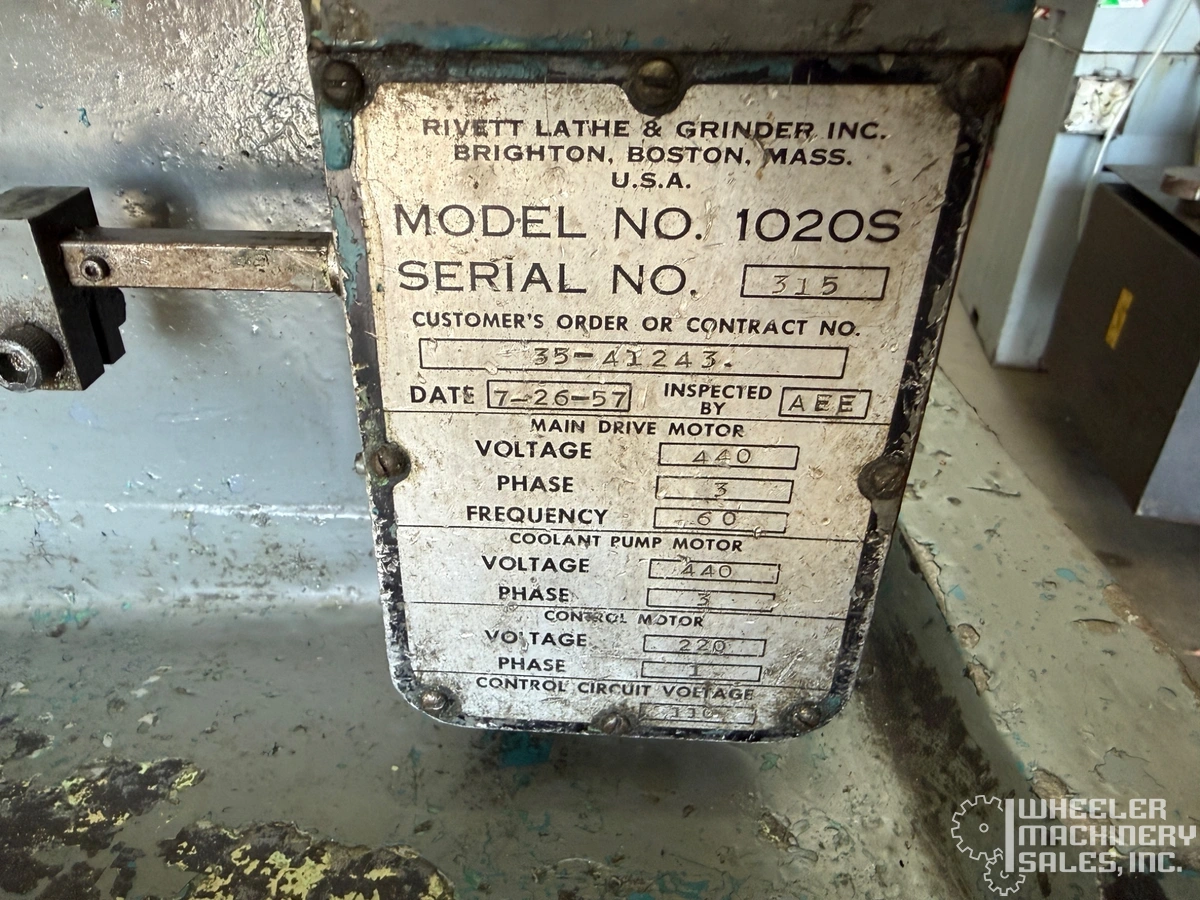 RIVETT LATHE & GRINDER INC.
BRIGHTON, BOSTON, MASS.
U.S.A.
MODEL NO. 1020S
SERIAL NO. 315
CUSTOMER'S ORDER OR CONTRACT NO.
35-41243.
DATE 7-26-57 INSPECTED BY AEE
MAIN DRIVE MOTOR
VOLTAGE 440
PHASE 3
FREQUENCY 60
COOLANT PUMP MOTOR
VOLTAGE 440
PHASE 3
CONTROL MOTOR
VOLTAGE 220
PHASE 1
CONTROL CIRCUIT VOLTAGE
110
WHEELER
MACHINERY
SALES, INC.